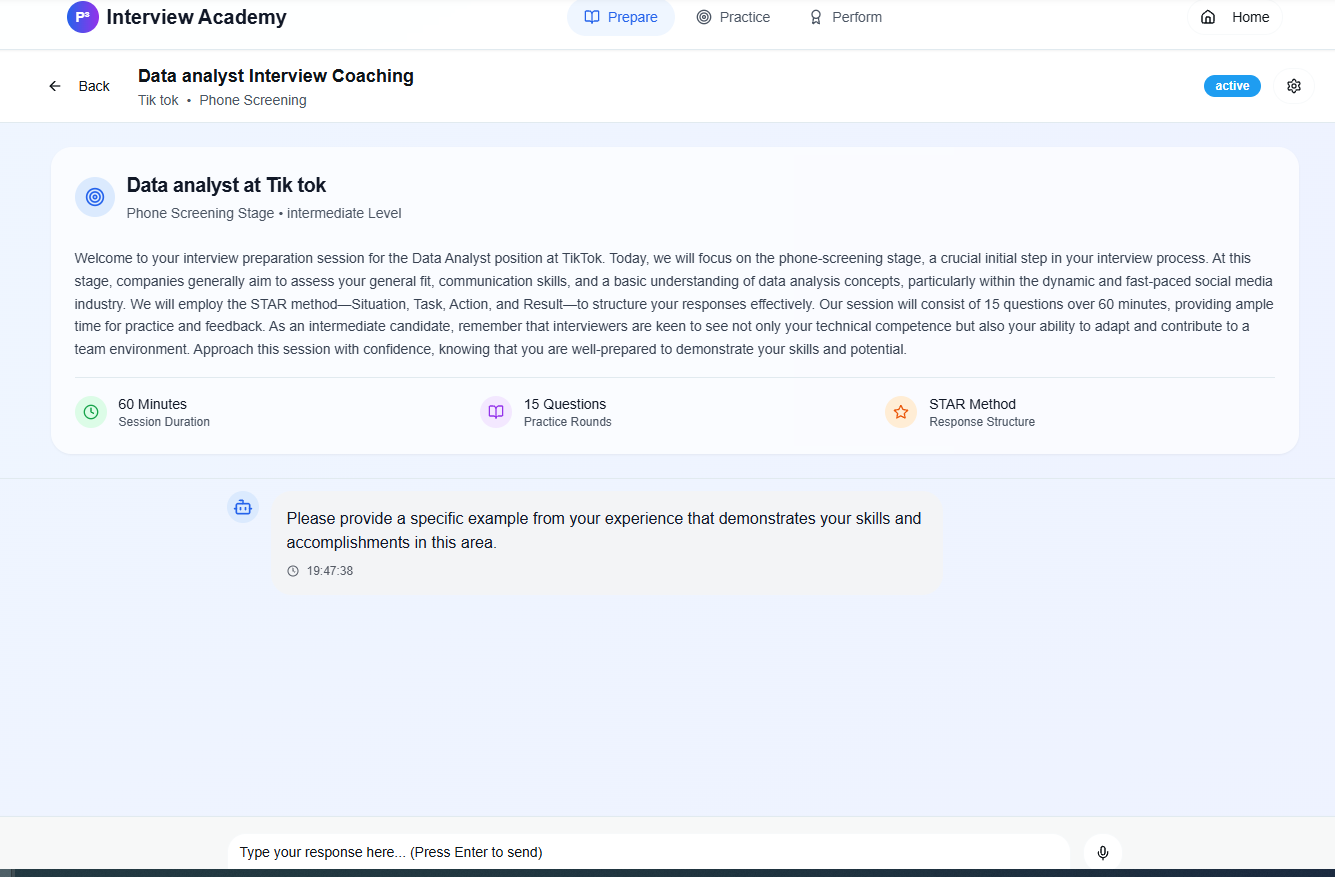 P³ Interview Academy
Prepare
Practice
Perform
Home
Back
Data analyst Interview Coaching
Tik tok • Phone Screening
active
Data analyst at Tik tok
Phone Screening Stage • intermediate Level
Welcome to your interview preparation session for the Data Analyst position at TikTok. Today, we will focus on the phone-screening stage, a crucial initial step in your interview process. At this
stage, companies generally aim to assess your general fit, communication skills, and a basic understanding of data analysis concepts, particularly within the dynamic and fast-paced social media
industry. We will employ the STAR method—Situation, Task, Action, and Result—to structure your responses effectively. Our session will consist of 15 questions over 60 minutes, providing ample
time for practice and feedback. As an intermediate candidate, remember that interviewers are keen to see not only your technical competence but also your ability to adapt and contribute to a
team environment. Approach this session with confidence, knowing that you are well-prepared to demonstrate your skills and potential.
60 Minutes
Session Duration
15 Questions
Practice Rounds
STAR Method
Response Structure
Please provide a specific example from your experience that demonstrates your skills and
accomplishments in this area.
19:47:38
Type your response here... (Press Enter to send)